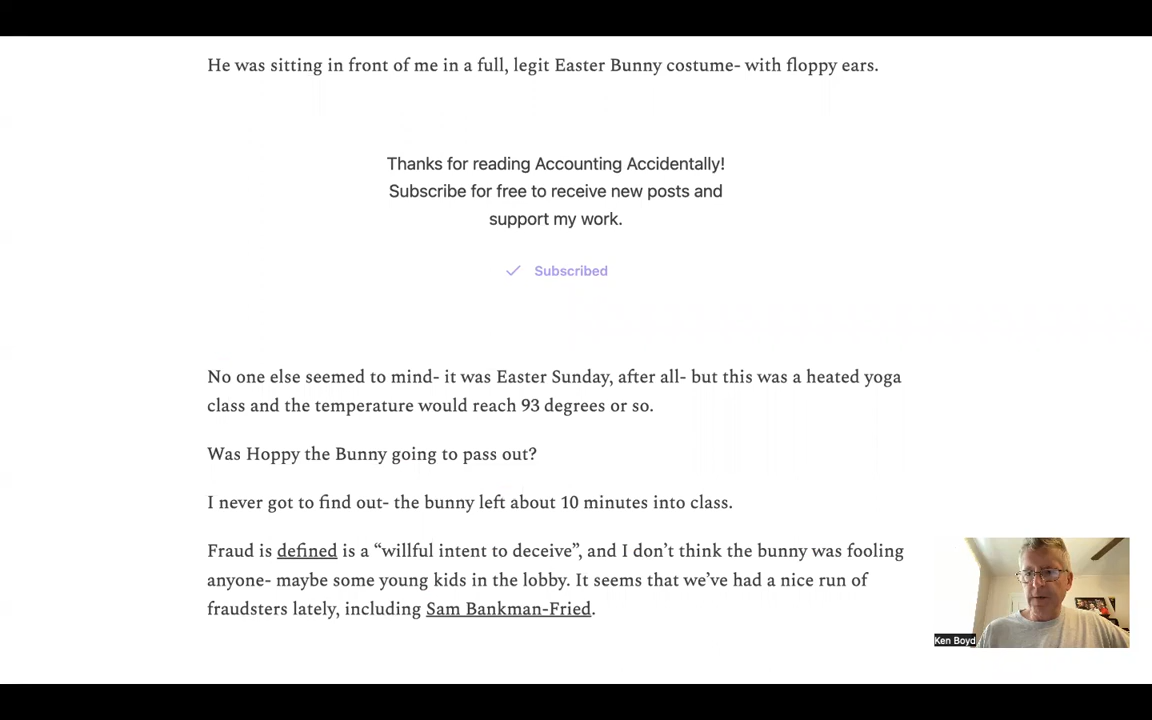 He was sitting in front of me in a full, legit Easter Bunny costume- with floppy ears.
Thanks for reading Accounting Accidentally!
Subscribe for free to receive new posts and
support my work.
Subscribed
No one else seemed to mind- it was Easter Sunday, after all- but this was a heated yoga
class and the temperature would reach 93 degrees or so.
Was Hoppy the Bunny going to pass out?
I never got to find out- the bunny left about 10 minutes into class.
Fraud is defined is a “willful intent to deceive”, and I don’t think the bunny was fooling
anyone- maybe some young kids in the lobby. It seems that we’ve had a nice run of
fraudsters lately, including Sam Bankman-Fried.
Ken Boyd